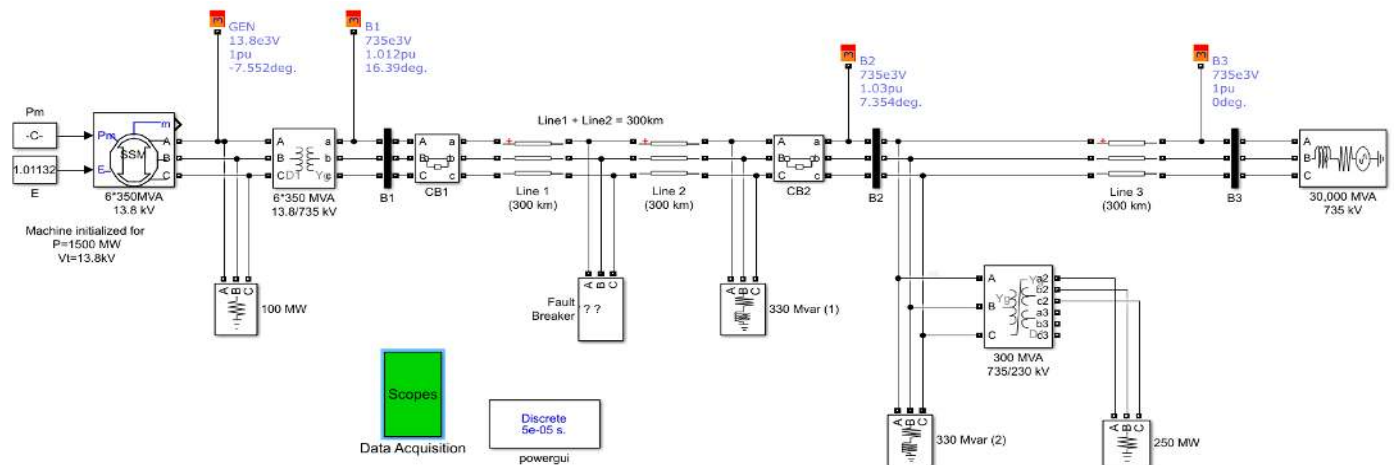 GEN
13.8e3V
1pu
-7.552deg.
B1
735e3V
1.012pu
16.39deg.
B2
735e3V
1.03pu
7.354deg.
B3
735e3V
1pu
0deg.
Pm
-C-
1.01132
E
Pm
E
m
SSM
A
B
C
6*350MVA
13.8 kV
Machine initialized for
P=1500 MW
Vt=13.8kV
A
B
C
D1 Yg
a
b
c
6*350 MVA
13.8/735 kV
B1
A
B
C
a
b
c
CB1
Line1 + Line2 = 300km
Line 1
(300 km)
Line 2
(300 km)
A
B
C
a
b
c
CB2
B2
Line 3
(300 km)
B3
A
B
C
30,000 MVA
735 kV
A B C
100 MW
A B C
? ?
Fault
Breaker
A B C
330 Mvar (1)
A
B
C
Yg
a2
b2
c2
a3
b3
c3
300 MVA
735/230 kV
A B C
330 Mvar (2)
A B C
250 MW
Scopes
Data Acquisition
Discrete
5e-05 s.
powergui